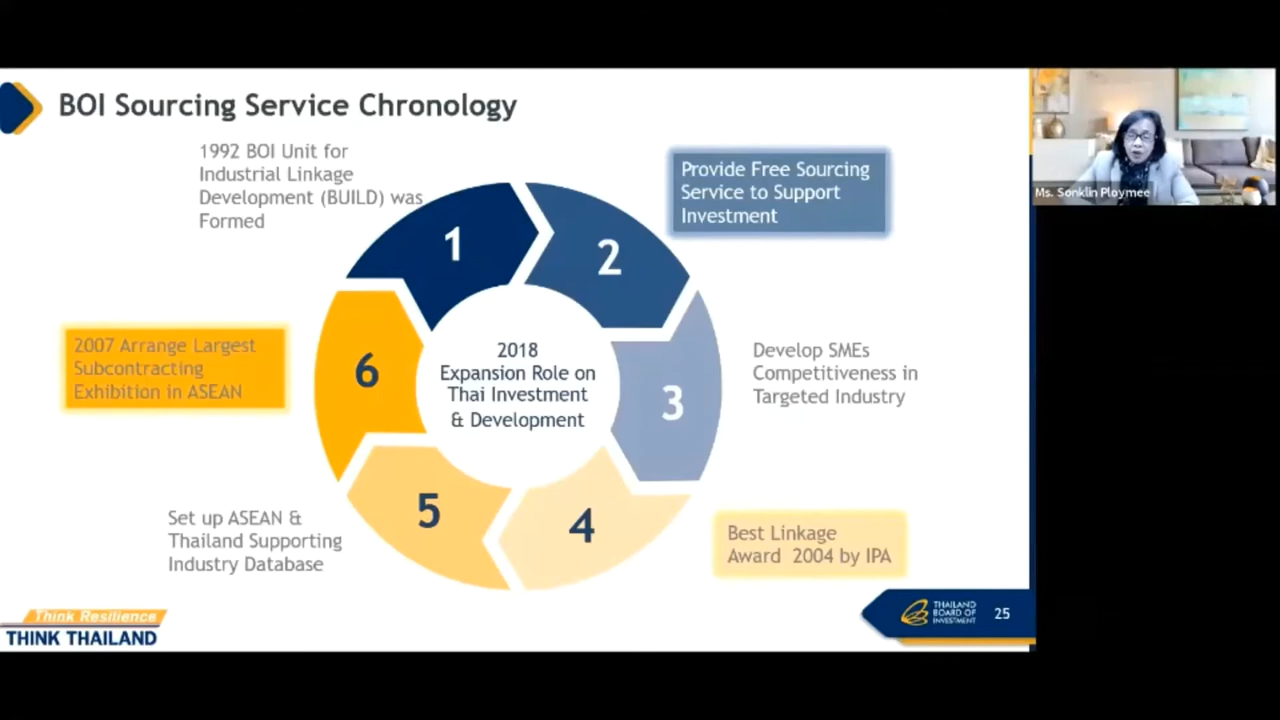 BOI Sourcing Service Chronology
1992 BOI Unit for
Industrial Linkage
Development (BUILD) was
Formed
1
2
Provide Free Sourcing
Service to Support
Investment
3
Develop SMEs
Competitiveness in
Targeted Industry
4
Best Linkage
Award 2004 by IPA
5
Set up ASEAN &
Thailand Supporting
Industry Database
6
2007 Arrange Largest
Subcontracting
Exhibition in ASEAN
2018
Expansion Role on
Thai Investment
& Development
Think Resilience
THINK THAILAND
THAILAND
BOARD OF
INVESTMENT
25
Ms. Sonklin Ploymee